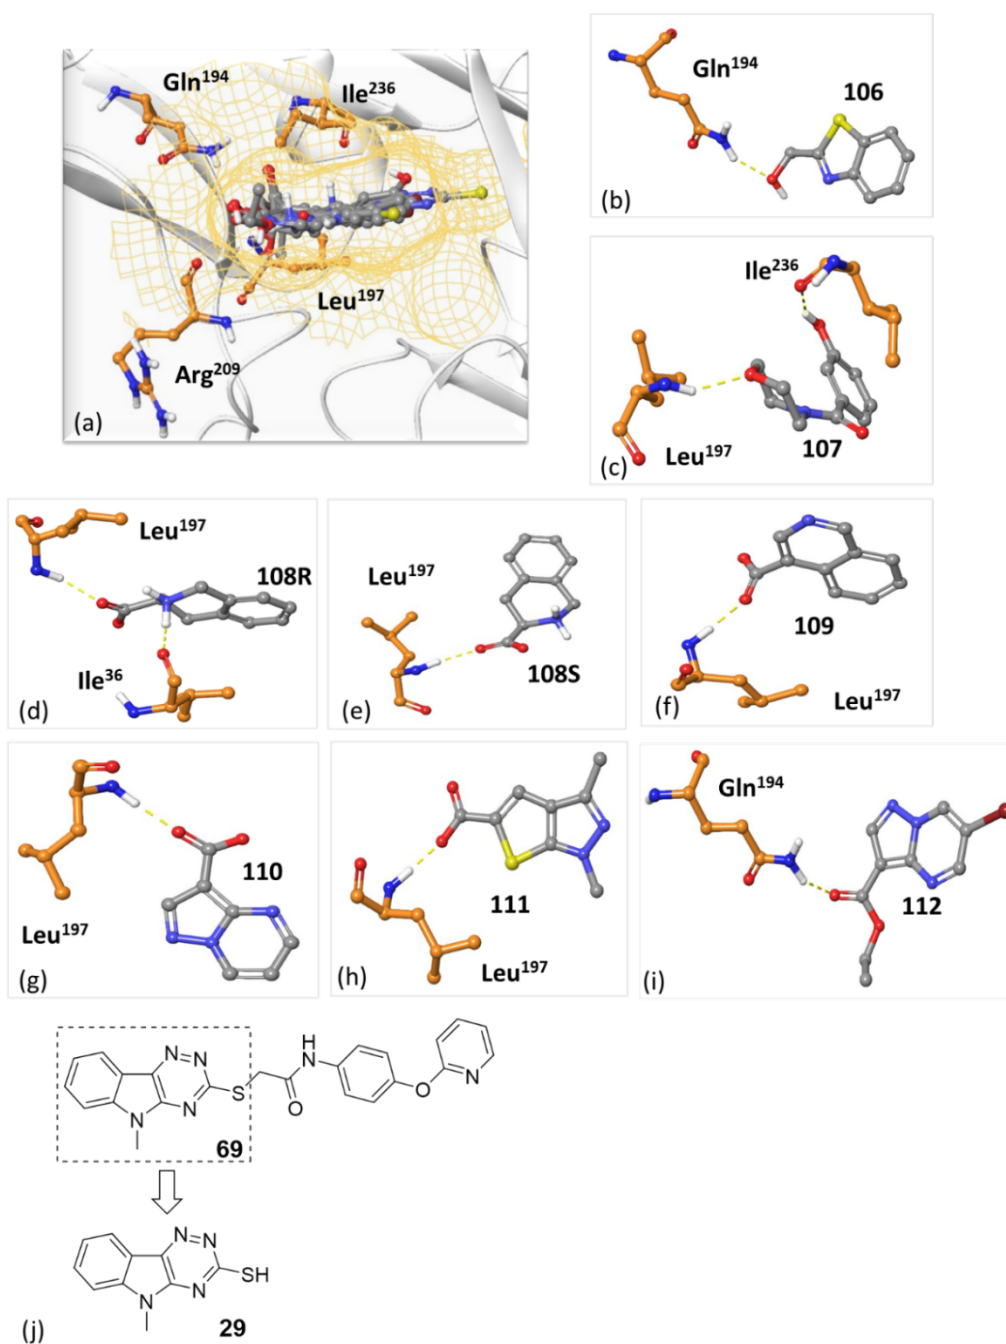 Gln194
Ile236
Leu197
Arg209
(a)
Gln194
106
(b)
Ile236
Leu197
107
(c)
Leu197
108R
Ile36
(d)
Leu197
108S
(e)
109
Leu197
(f)
110
Leu197
(g)
111
Leu197
(h)
Gln194
112
(i)
N N
H
N
S
N
N
O
O
N
69
N N
SH
N
N
29
(j)